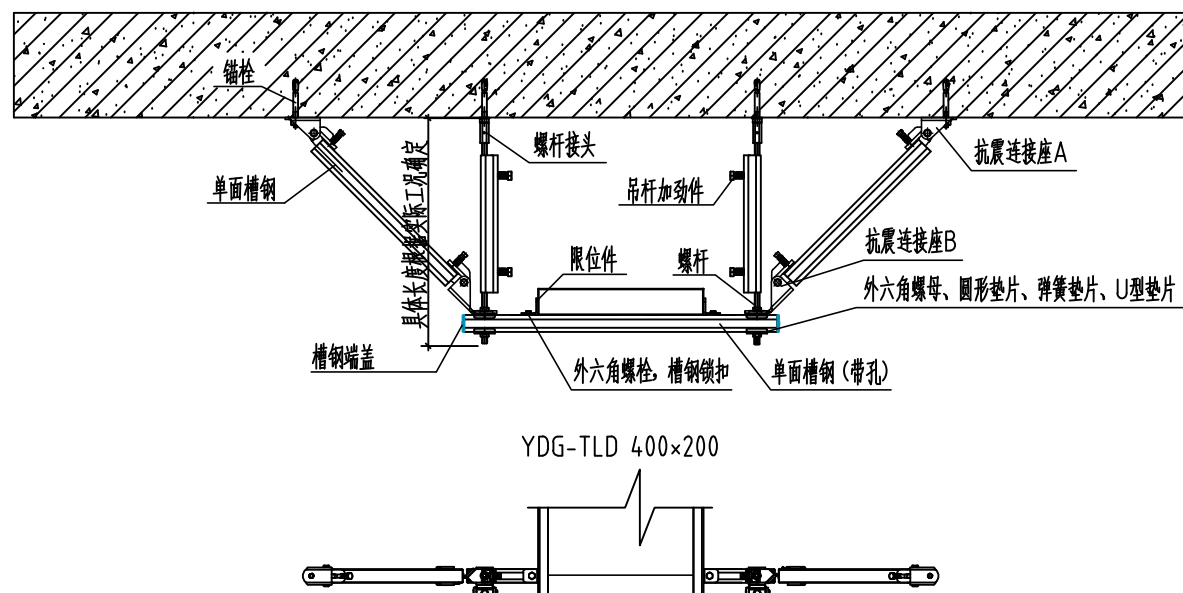 锚栓
螺杆接头
抗震连接座A
单面槽钢
吊杆加劲件
具体长度根据实际工况确定
抗震连接座B
限位件
螺杆
外六角螺母、圆形垫片、弹簧垫片、U型垫片
槽钢端盖
外六角螺栓，槽钢锁扣
单面槽钢（带孔）
YDG-TLD 400×200